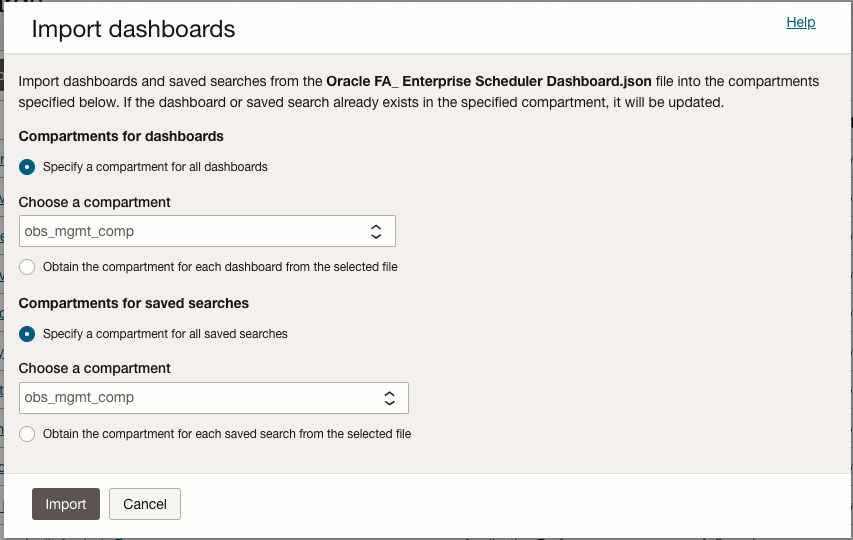 Import dashboards
Help
Import dashboards and saved searches from the Oracle FA_ Enterprise Scheduler Dashboard.json file into the compartments
specified below. If the dashboard or saved search already exists in the specified compartment, it will be updated.
Compartments for dashboards
Specify a compartment for all dashboards
Choose a compartment
obs_mgmt_comp
Obtain the compartment for each dashboard from the selected file
Compartments for saved searches
Specify a compartment for all saved searches
Choose a compartment
obs_mgmt_comp
Obtain the compartment for each saved search from the selected file
Import
Cancel